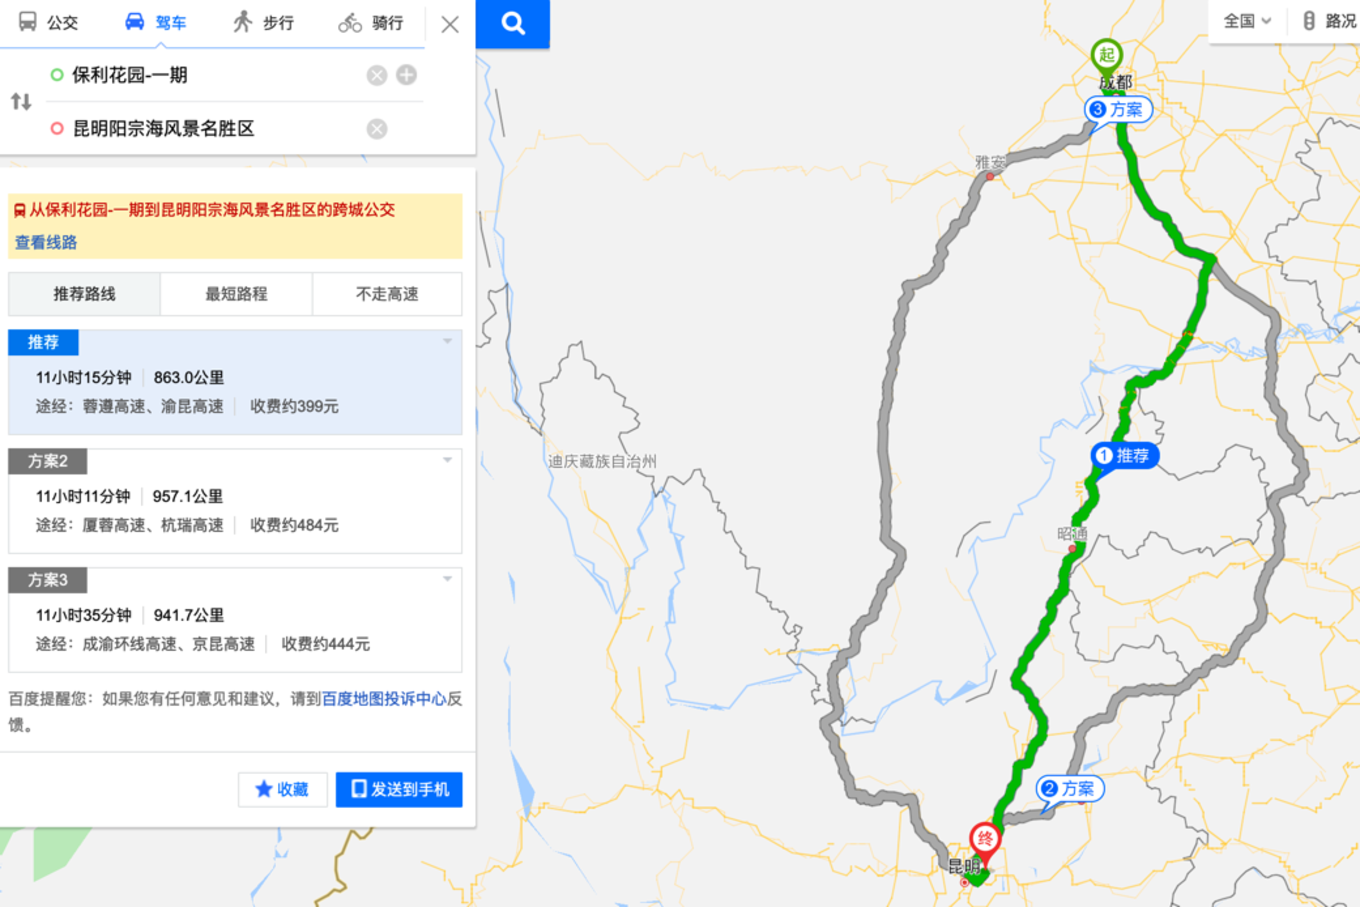 公交
驾车
步行
骑行
全国
路况
保利花园-一期
昆明阳宗海风景名胜区
从保利花园-一期到昆明阳宗海风景名胜区的跨城公交
查看线路
推荐路线
最短路程
不走高速
推荐
11小时15分钟 863.0公里
途经：蓉遵高速、渝昆高速 收费约399元
方案2
11小时11分钟 957.1公里
途经：厦蓉高速、杭瑞高速 收费约484元
方案3
11小时35分钟 941.7公里
途经：成渝环线高速、京昆高速 收费约444元
百度提醒您：如果您有任何意见和建议，请到百度地图投诉中心反
馈。
收藏
发送到手机
起
成都
3 方案
雅安
迪庆藏族自治州
1 推荐
昭通
2 方案
终
昆明